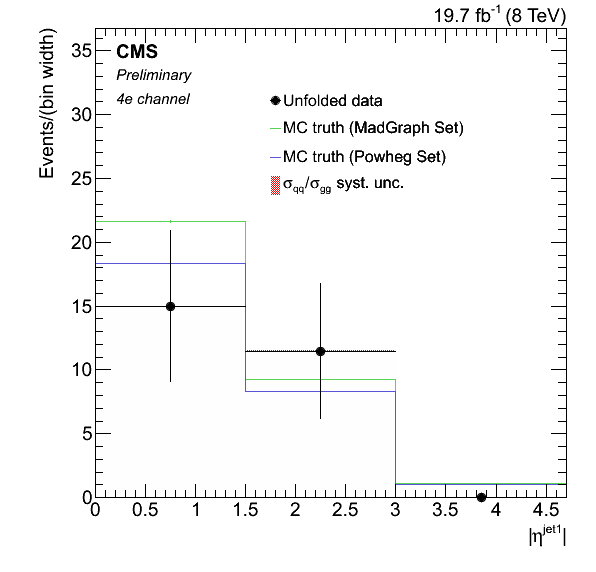 19.7 fb⁻¹ (8 TeV)
CMS
Preliminary
4e channel
Events/(bin width)
Unfolded data
MC truth (MadGraph Set)
MC truth (Powheg Set)
σqq/σgg syst. unc.
35
30
25
20
15
10
5
0
0 0.5 1 1.5 2 2.5 3 3.5 4 4.5
|η^jet1|